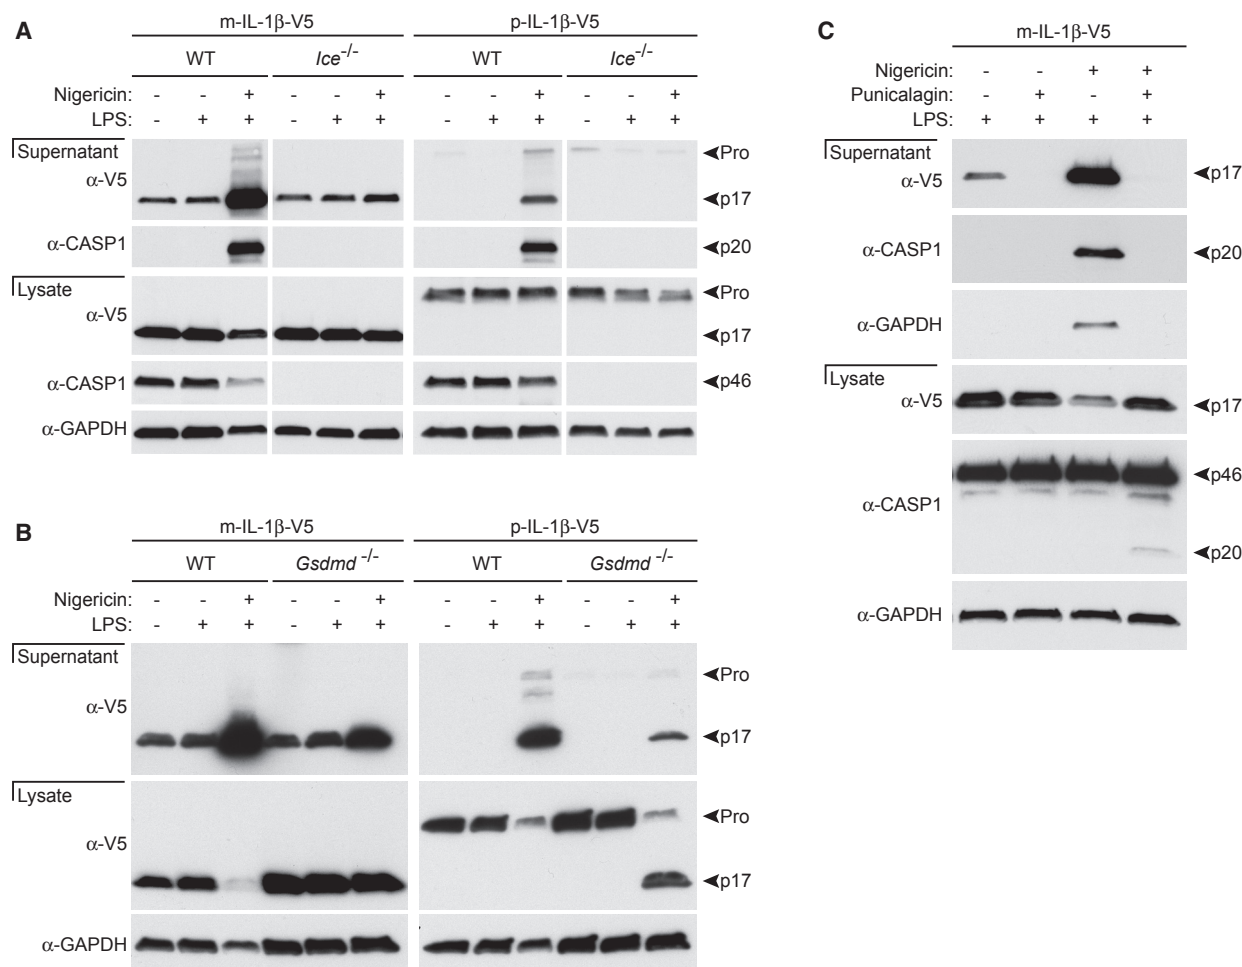 A
m-IL-1β-V5 p-IL-1β-V5
WT Ice-/- WT Ice-/-
Nigericin: - - + - - + - - + - - +
LPS: - + + - + + - + + - + +
Supernatant
α-V5
Pro
p17
α-CASP1 p20
Lysate
α-V5
Pro
p17
α-CASP1 p46
α-GAPDH
B
m-IL-1β-V5 p-IL-1β-V5
WT Gsdmd -/- WT Gsdmd -/-
Nigericin: - - + - - + - - + - - +
LPS: - + + - + + - + + - + +
Supernatant
α-V5
Pro
p17
Lysate
α-V5
Pro
p17
α-GAPDH
C
m-IL-1β-V5
Nigericin: - - + +
Punicalagin: - + - +
LPS: + + + +
Supernatant
α-V5 p17
α-CASP1 p20
α-GAPDH
Lysate
α-V5 p17
α-CASP1
p46
p20
α-GAPDH